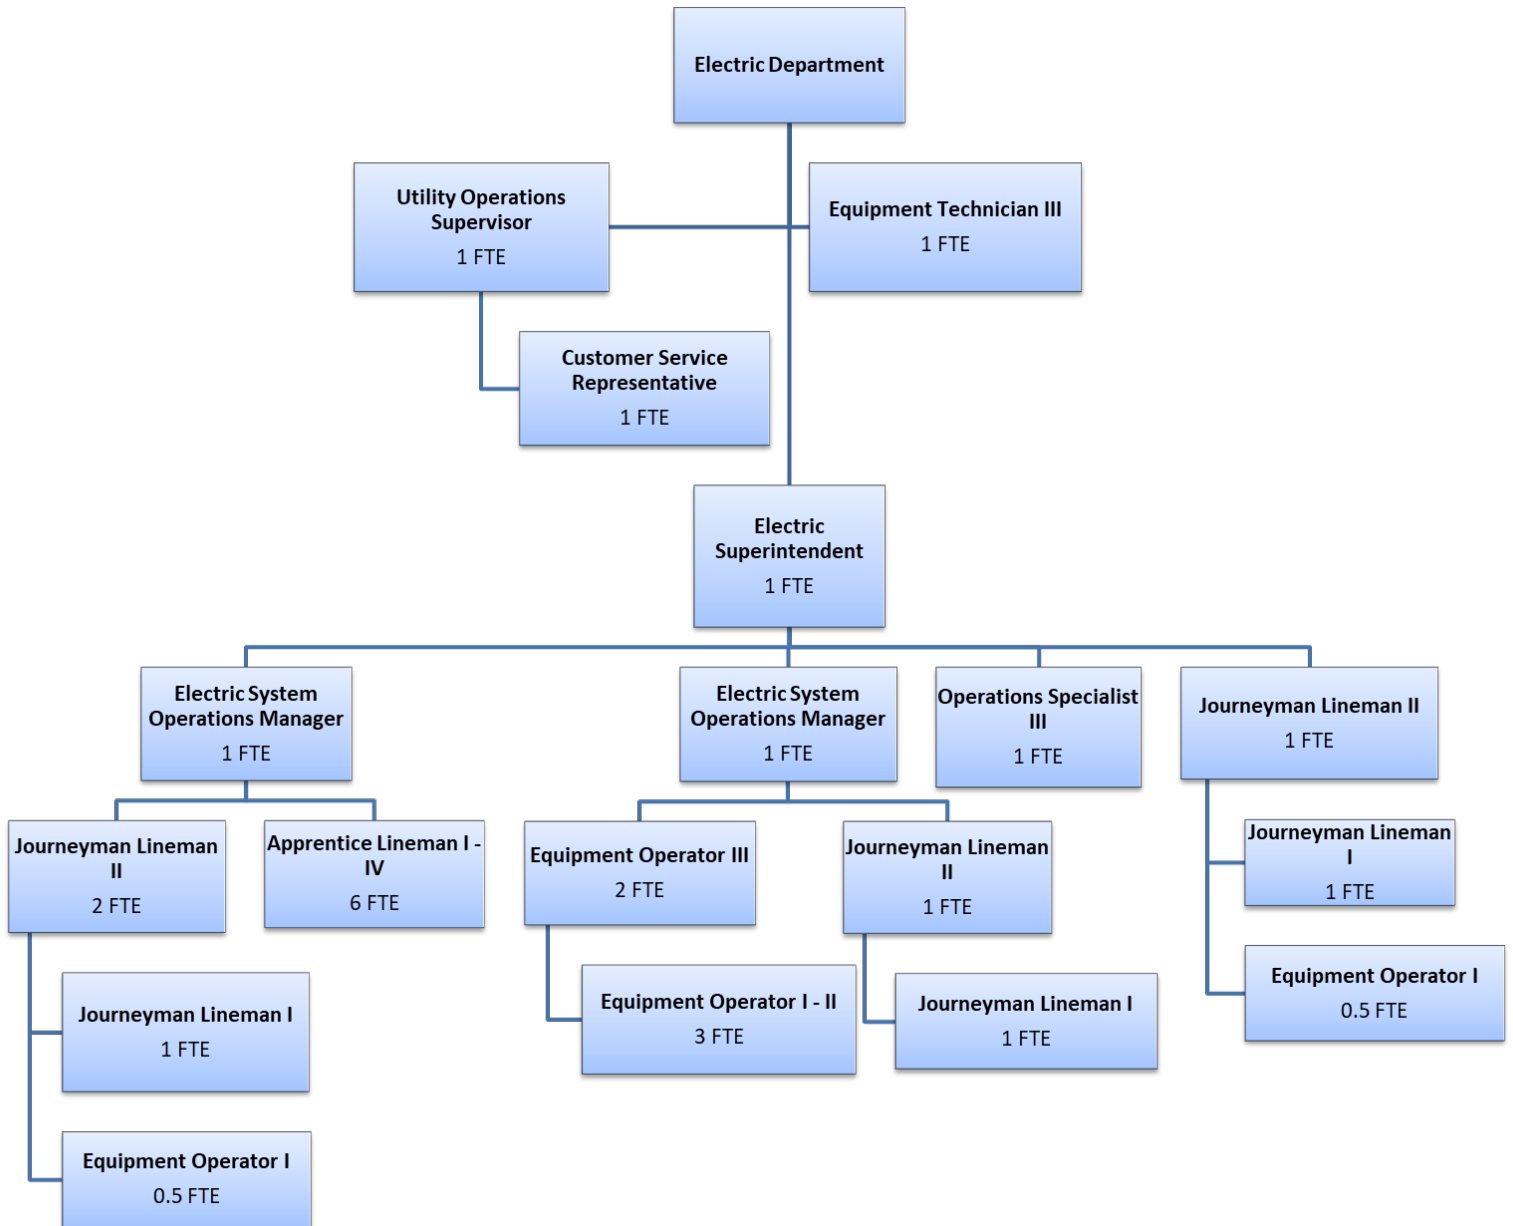 Electric Department
Utility Operations
Supervisor
1 FTE
Equipment Technician III
1 FTE
Customer Service
Representative
1 FTE
Electric
Superintendent
1 FTE
Electric System
Operations Manager
1 FTE
Electric System
Operations Manager
1 FTE
Operations Specialist
III
1 FTE
Journeyman Lineman II
1 FTE
Journeyman Lineman
II
2 FTE
Apprentice Lineman I -
IV
6 FTE
Equipment Operator III
2 FTE
Journeyman Lineman
II
1 FTE
Journeyman Lineman
I
1 FTE
Journeyman Lineman I
1 FTE
Equipment Operator I - II
3 FTE
Journeyman Lineman I
1 FTE
Equipment Operator I
0.5 FTE
Equipment Operator I
0.5 FTE